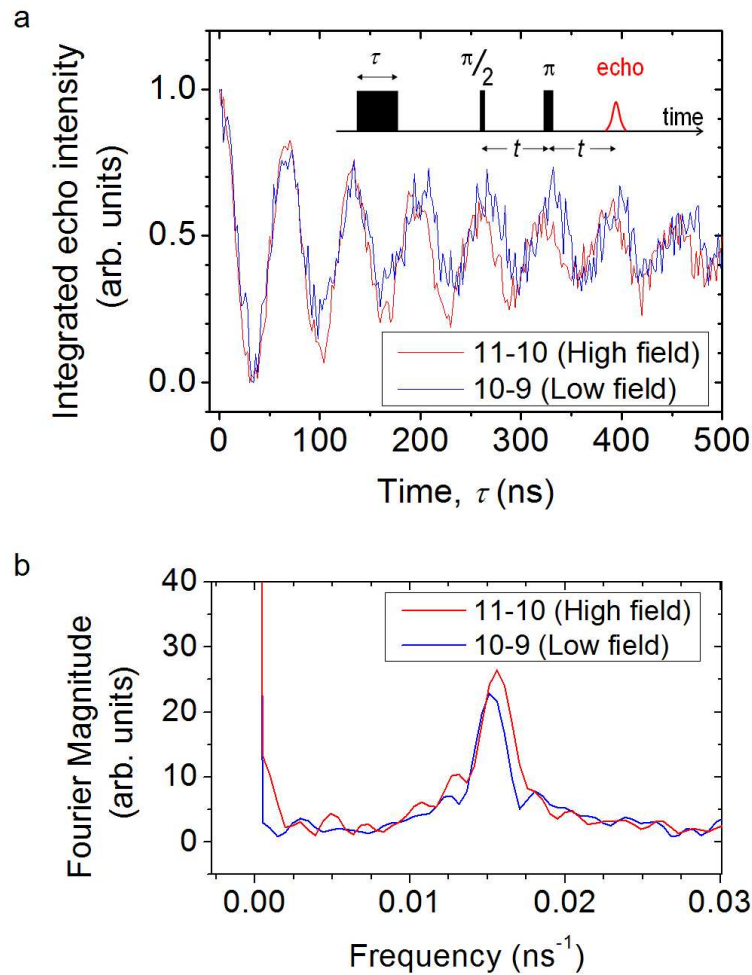 a
Integrated echo intensity
(arb. units)
1.0
0.5
0.0
τ
π/2
π
echo
time
t
t
11-10 (High field)
10-9 (Low field)
0
100
200
300
400
500
Time, τ (ns)
b
Fourier Magnitude
(arb. units)
40
30
20
10
0
11-10 (High field)
10-9 (Low field)
0.00
0.01
0.02
0.03
Frequency (ns⁻¹)